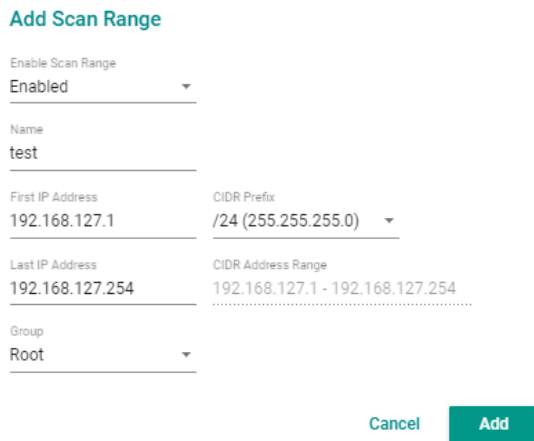 Add Scan Range
Enable Scan Range
Enabled
Name
test
First IP Address CIDR Prefix
192.168.127.1 /24 (255.255.255.0)
Last IP Address CIDR Address Range
192.168.127.254 192.168.127.1 - 192.168.127.254
Group
Root
Cancel Add